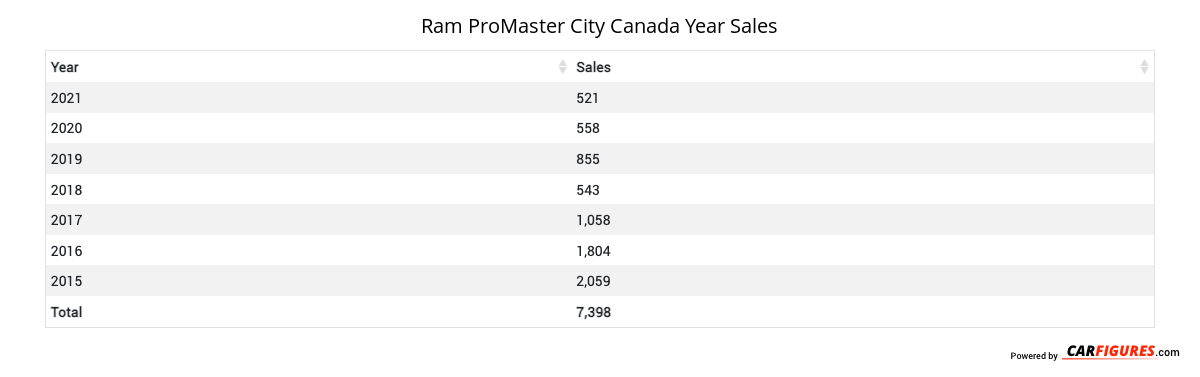 Ram ProMaster City Canada Year Sales
Year Sales
2021 521
2020 558
2019 855
2018 543
2017 1,058
2016 1,804
2015 2,059
Total 7,398
Powered by CARFIGURES.com